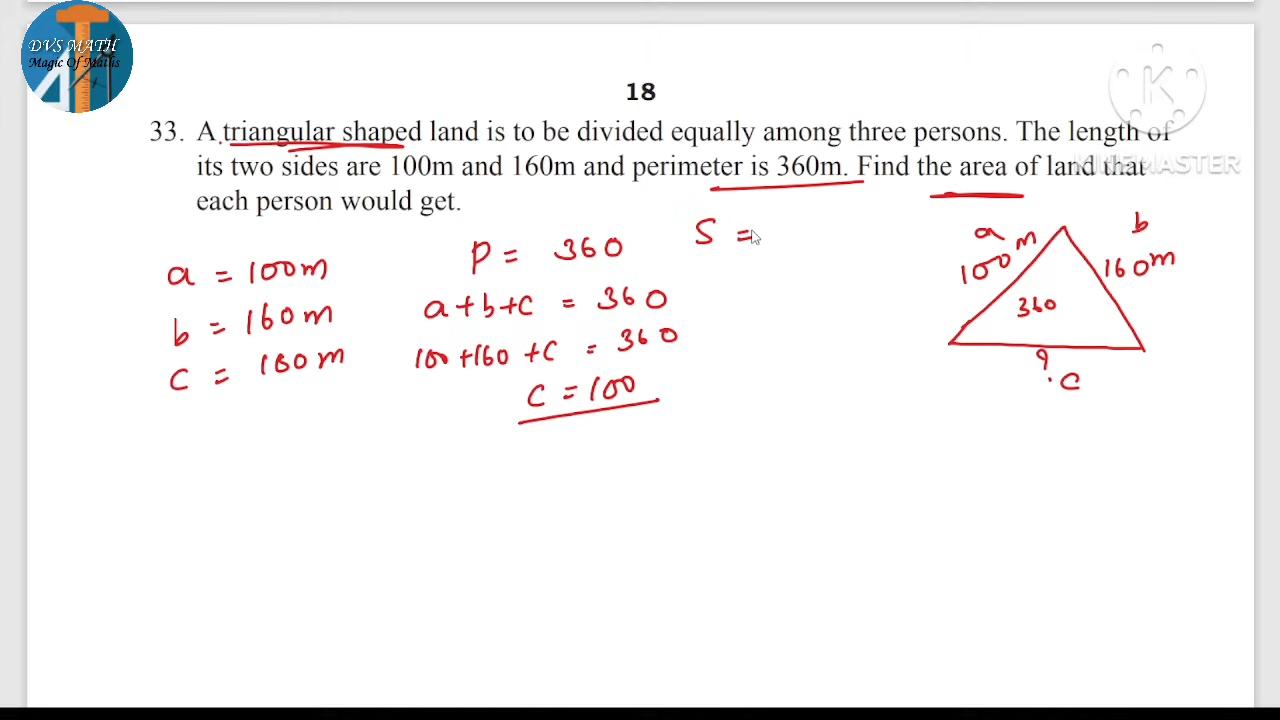 DVS MATH
Magic Of Maths
K
KINEMASTER
18
33. A triangular shaped land is to be divided equally among three persons. The length of
its two sides are 100m and 160m and perimeter is 360m. Find the area of land that
each person would get.
a = 100m
b = 160m
c = 100m
P = 360
a+b+c = 360
100+160+c = 360
c = 100
S =
a
100 m
b
160m
360
?
c